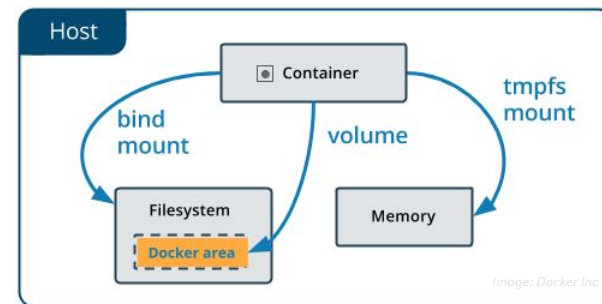 Host
Container
bind
mount
volume
tmpfs
mount
Filesystem
Docker area
Memory
Image: Docker Inc